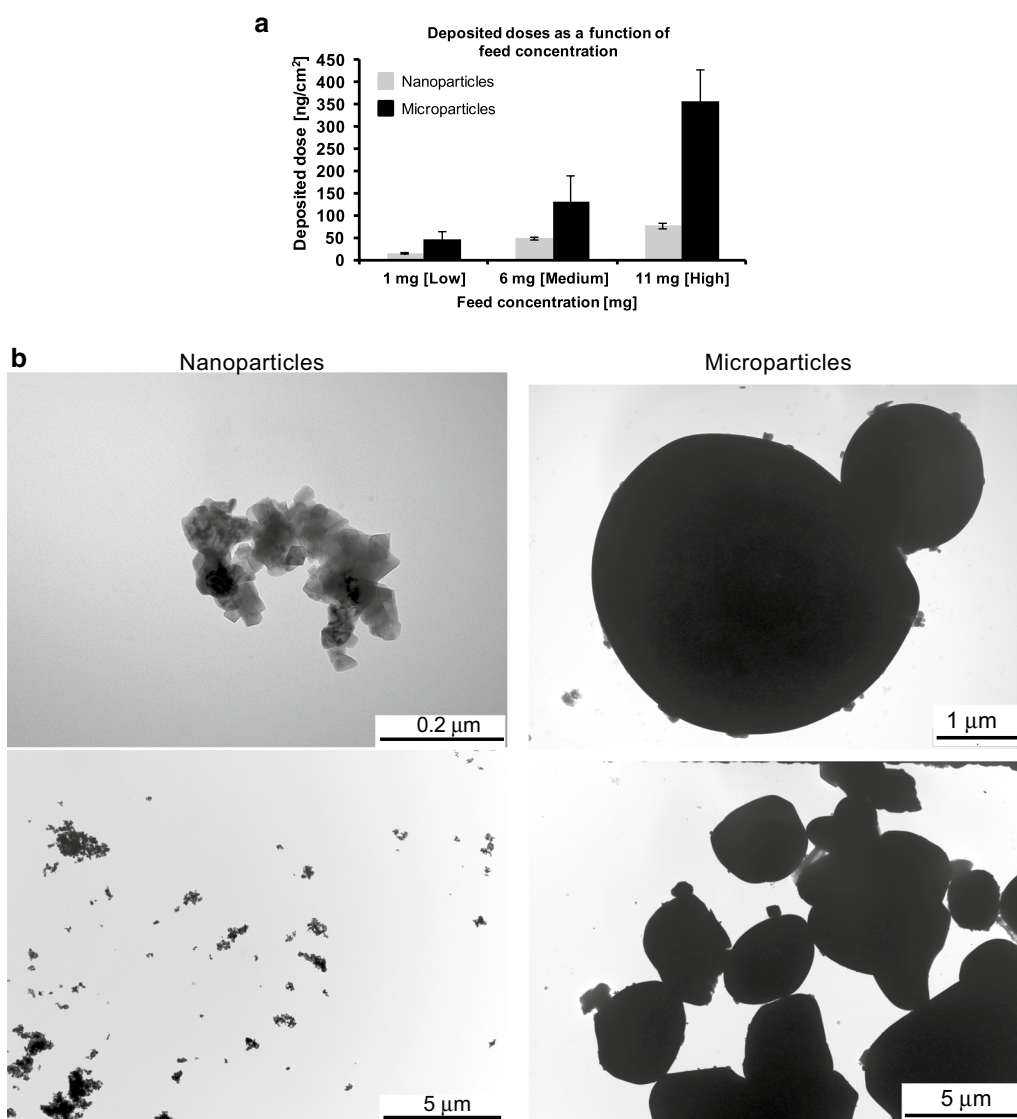 a
Deposited doses as a function of
feed concentration
Deposited dose [ng/cm²]
450
400
350
300
250
200
150
100
50
0
Nanoparticles
Microparticles
1 mg [Low] 6 mg [Medium] 11 mg [High]
Feed concentration [mg]
b
Nanoparticles Microparticles
0.2 μm
1 μm
5 μm
5 μm